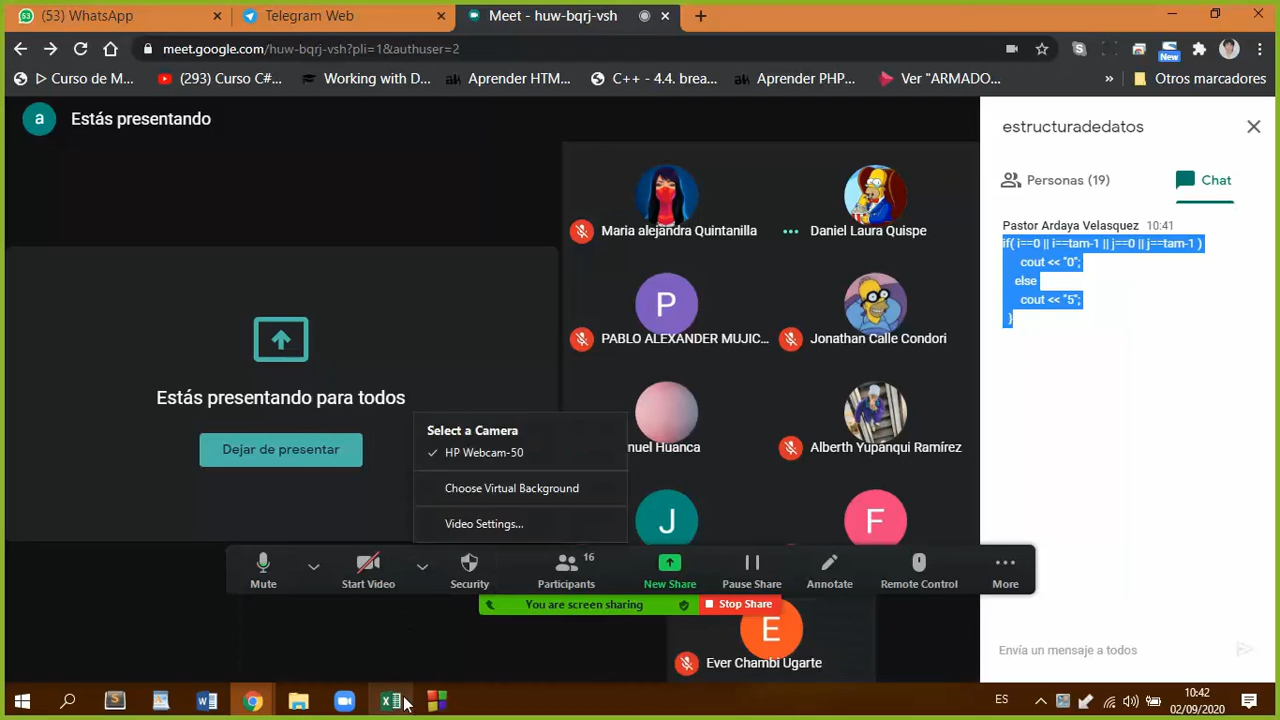 (53) WhatsApp
Telegram Web
Meet - huw-bqrj-vsh
meet.google.com/huw-bqrj-vsh?pli=1&authuser=2
New
▷ Curso de M...
(293) Curso C#...
Working with D...
Aprender HTM...
C++ - 4.4. brea...
Aprender PHP...
Ver "ARMADO...
»
Otros marcadores
a
Estás presentando
estructuradedatos
Personas (19)
Chat
Pastor Ardaya Velasquez 10:41
if( i==0 || i==tam-1 || j==0 || j==tam-1 )
cout << "0";
else
cout << "5";
}
Maria alejandra Quintanilla
Daniel Laura Quispe
P
PABLO ALEXANDER MUJIC...
Jonathan Calle Condori
Estás presentando para todos
Dejar de presentar
Select a Camera
HP Webcam-50
Choose Virtual Background
Video Settings...
nuel Huanca
Alberth Yupanqui Ramírez
J
F
Mute
Start Video
Security
16
Participants
New Share
Pause Share
Annotate
Remote Control
More
You are screen sharing
Stop Share
E
Ever Chambi Ugarte
Envía un mensaje a todos
ES
10:42
02/09/2020